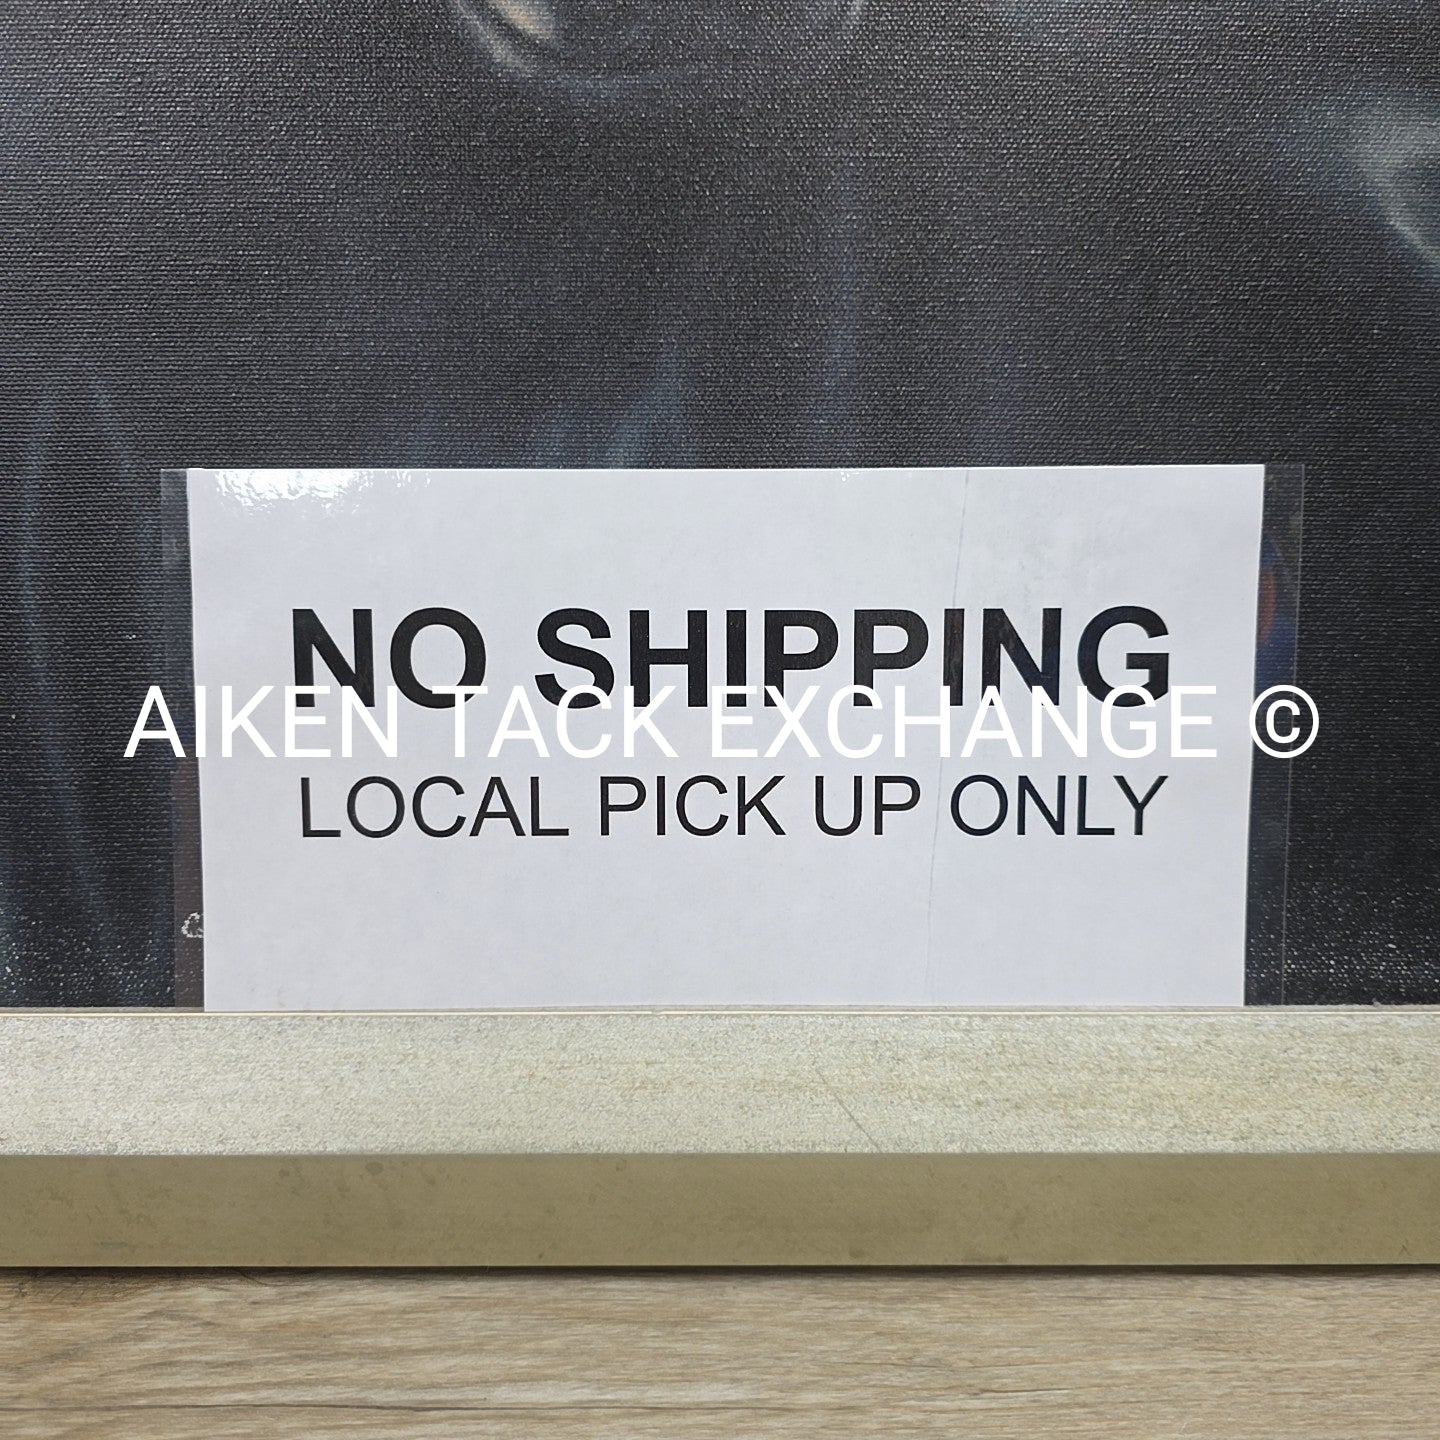 NO SHIPPING
AIKEN TACK EXCHANGE ©
LOCAL PICK UP ONLY